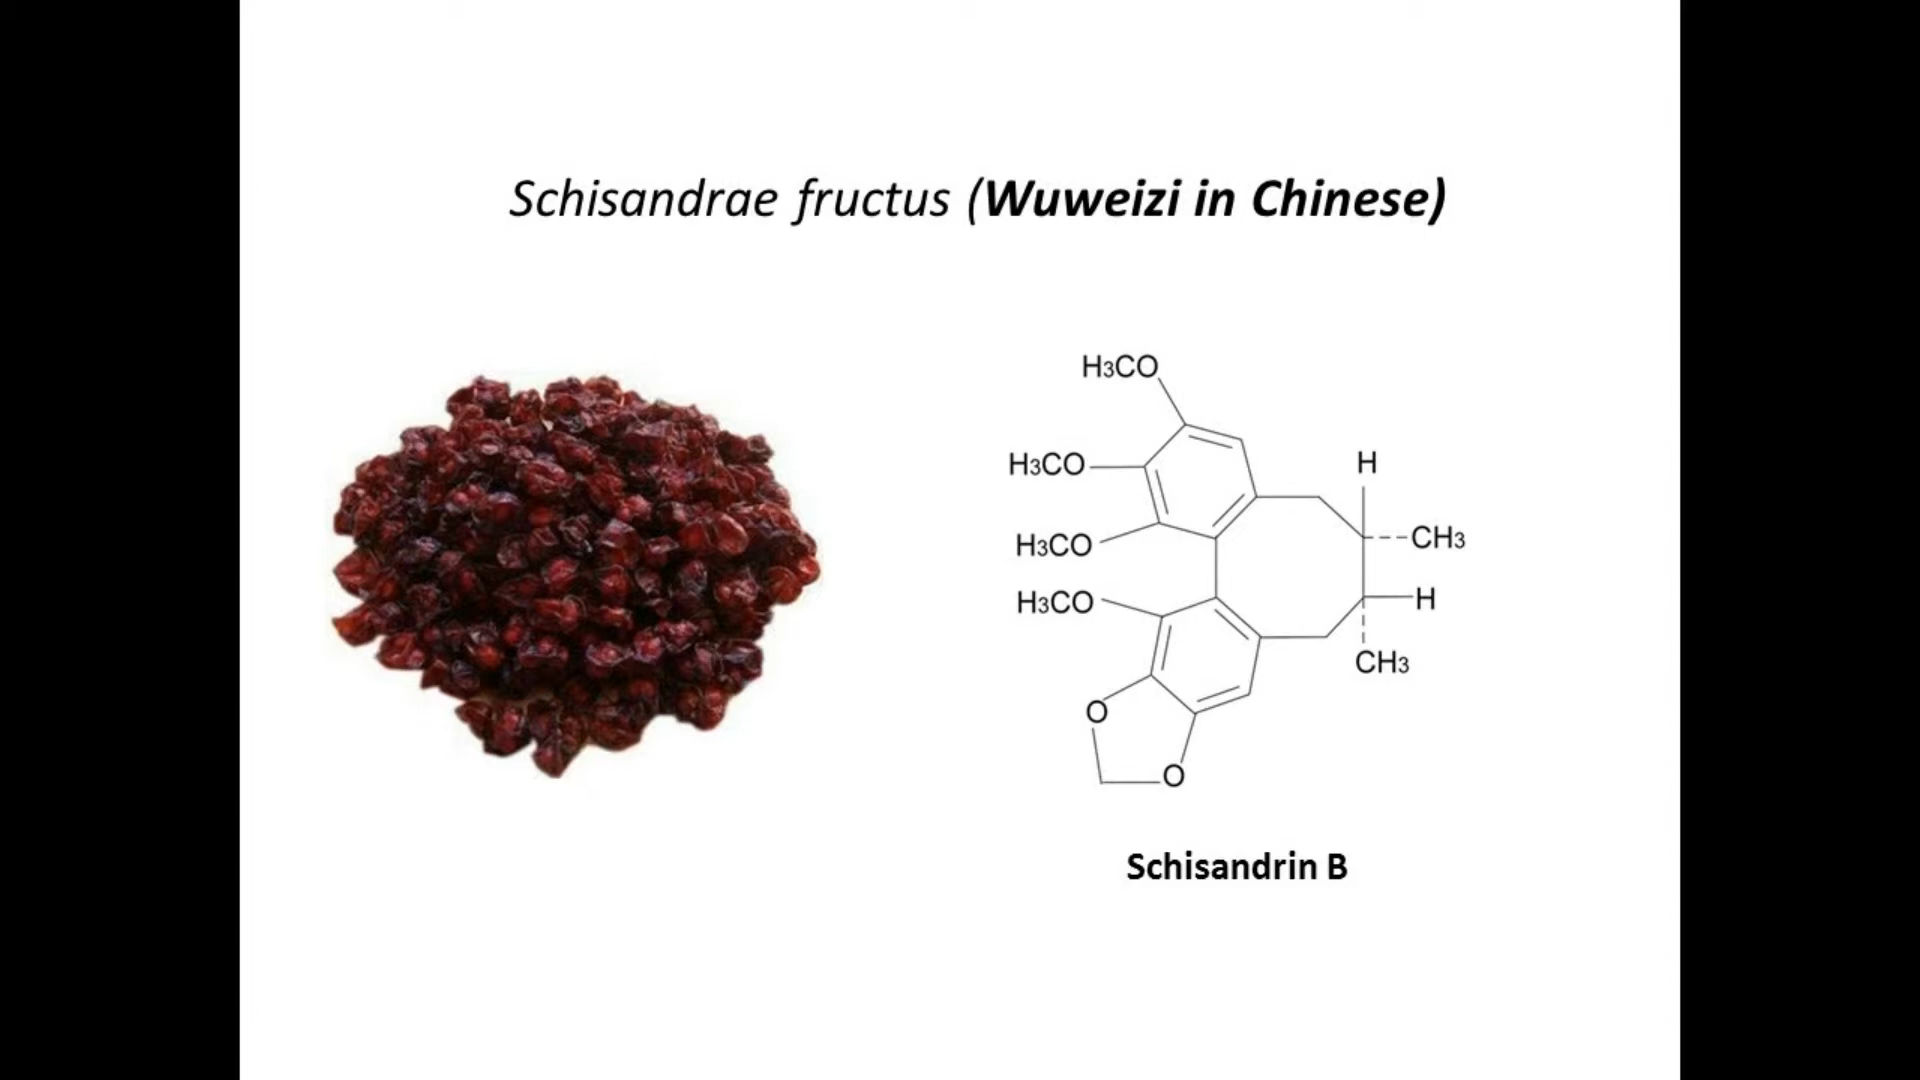 Schisandrae fructus (Wuweizi in Chinese)
H3CO
H3CO
H
CH3
H3CO
H3CO
H
CH3
O
O
Schisandrin B